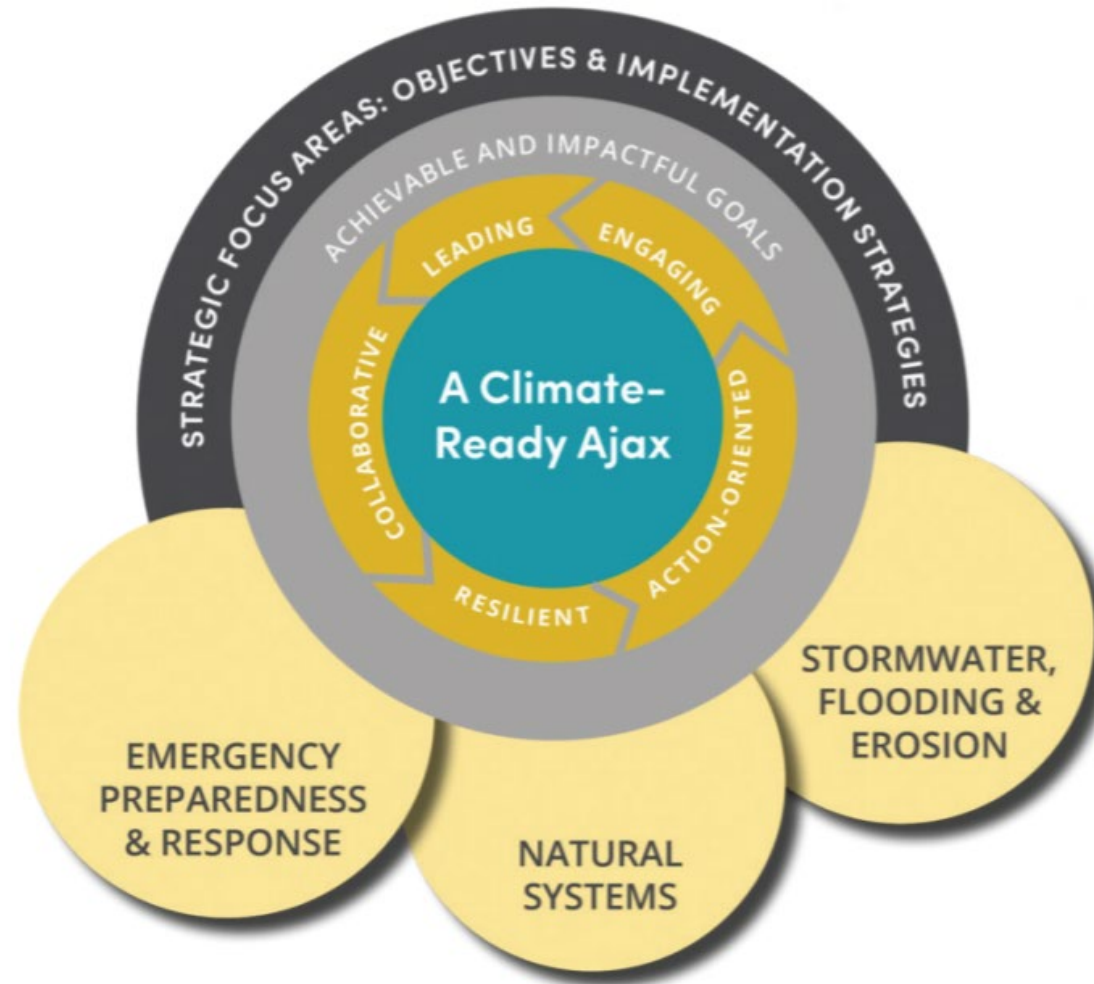 STRATEGIC FOCUS AREAS: OBJECTIVES & IMPLEMENTATION STRATEGIES
ACHIEVABLE AND IMPACTFUL GOALS
LEADING
ENGAGING
COLLABORATIVE
ACTION-ORIENTED
RESILIENT
A Climate-
Ready Ajax
STORMWATER,
FLOODING &
EROSION
EMERGENCY
PREPAREDNESS
& RESPONSE
NATURAL
SYSTEMS